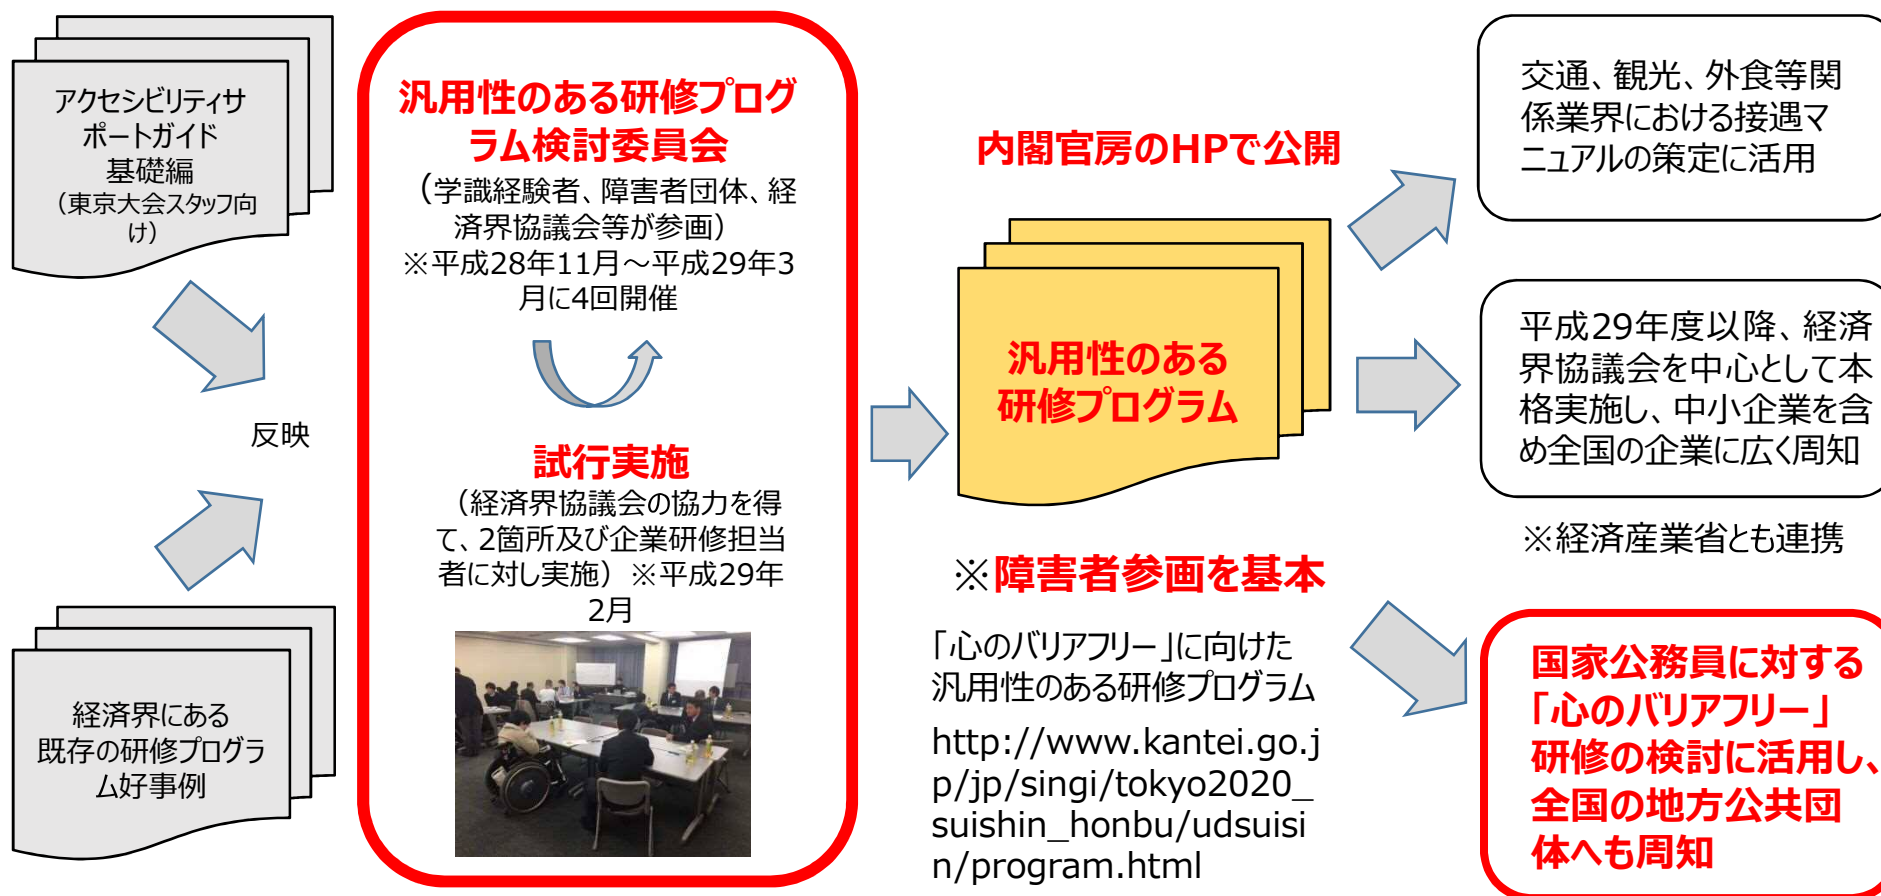 アクセシビリティサ
ポートガイド
基礎編
（東京大会スタッフ向
け）
反映
経済界にある
既存の研修プログラ
ム好事例
汎用性のある研修プログ
ラム検討委員会
（学識経験者、障害者団体、経
済界協議会等が参画）
※平成28年11月～平成29年3
月に4回開催
試行実施
（経済界協議会の協力を得
て、2箇所及び企業研修担当
者に対し実施）※平成29年
2月
内閣官房のHPで公開
汎用性のある
研修プログラム
※障害者参画を基本
「心のバリアフリー」に向けた
汎用性のある研修プログラム
http://www.kantei.go.j
p/jp/singi/tokyo2020_
suishin_honbu/udsuisi
n/program.html
交通、観光、外食等関
係業界における接遇マ
ニュアルの策定に活用
平成29年度以降、経済
界協議会を中心として本
格実施し、中小企業を含
め全国の企業に広く周知
※経済産業省とも連携
国家公務員に対する
「心のバリアフリー」
研修の検討に活用し、
全国の地方公共団
体へも周知